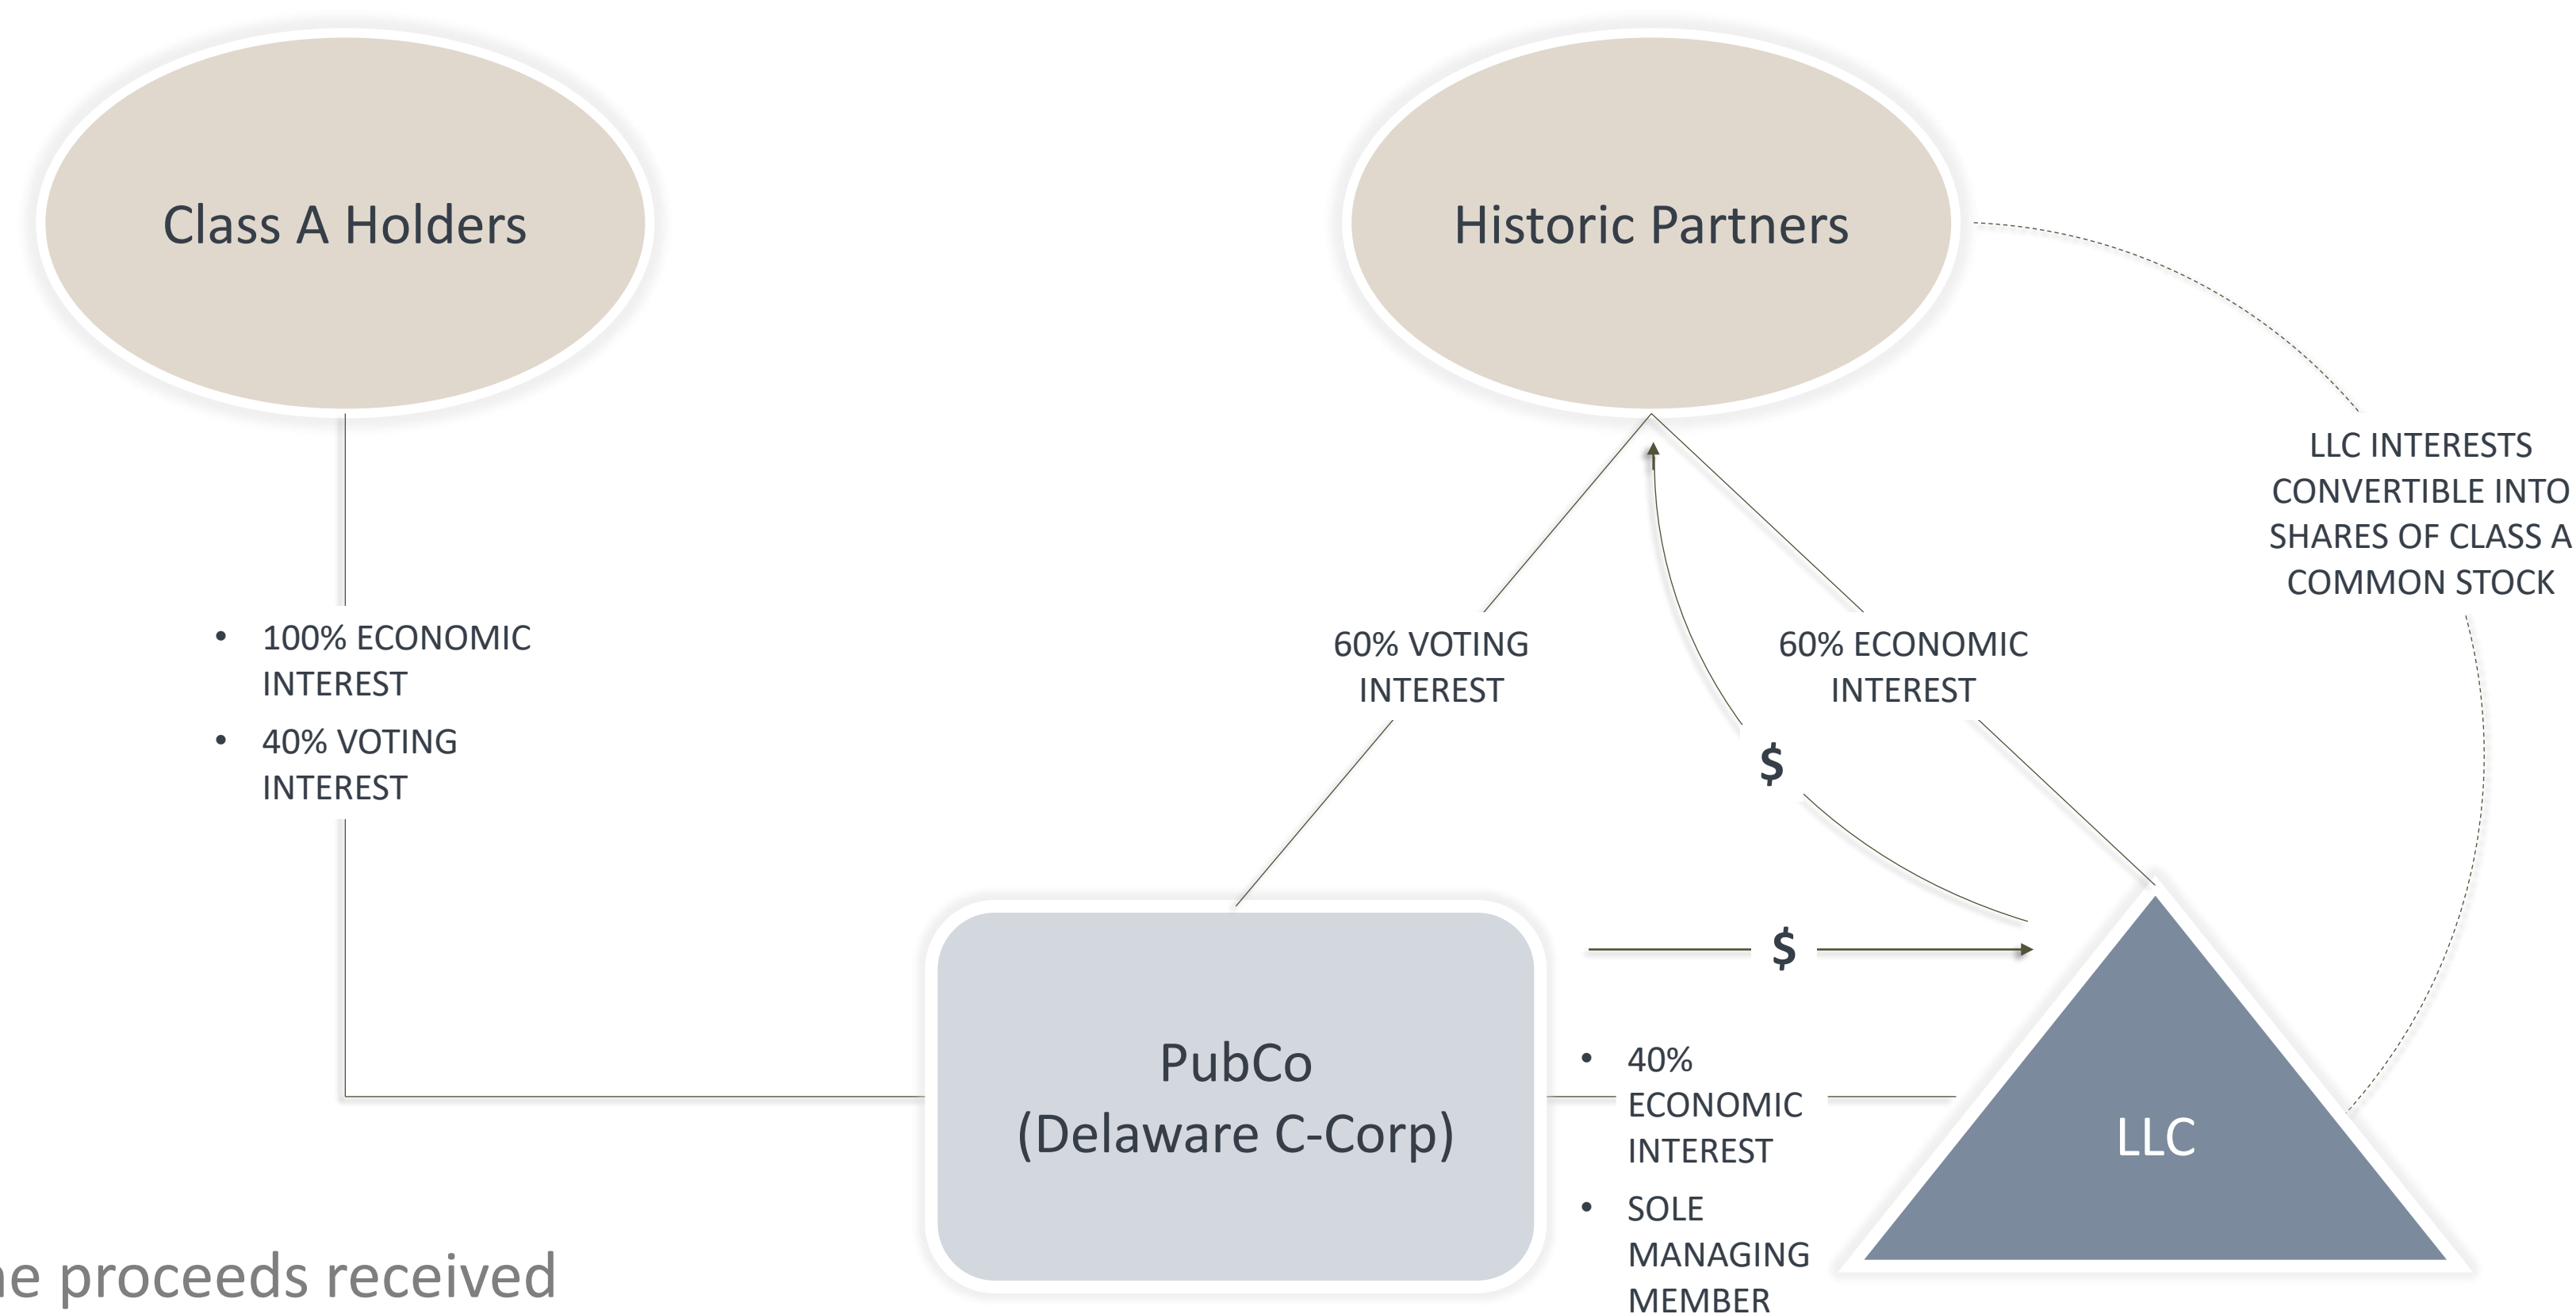 Class A Holders
Historic Partners
LLC INTERESTS
CONVERTIBLE INTO
SHARES OF CLASS A
COMMON STOCK
• 100% ECONOMIC
INTEREST
• 40% VOTING
INTEREST
60% VOTING
INTEREST
60% ECONOMIC
INTEREST
$
$
PubCo
(Delaware C-Corp)
• 40%
ECONOMIC
INTEREST
• SOLE
MANAGING
MEMBER
LLC
proceeds received